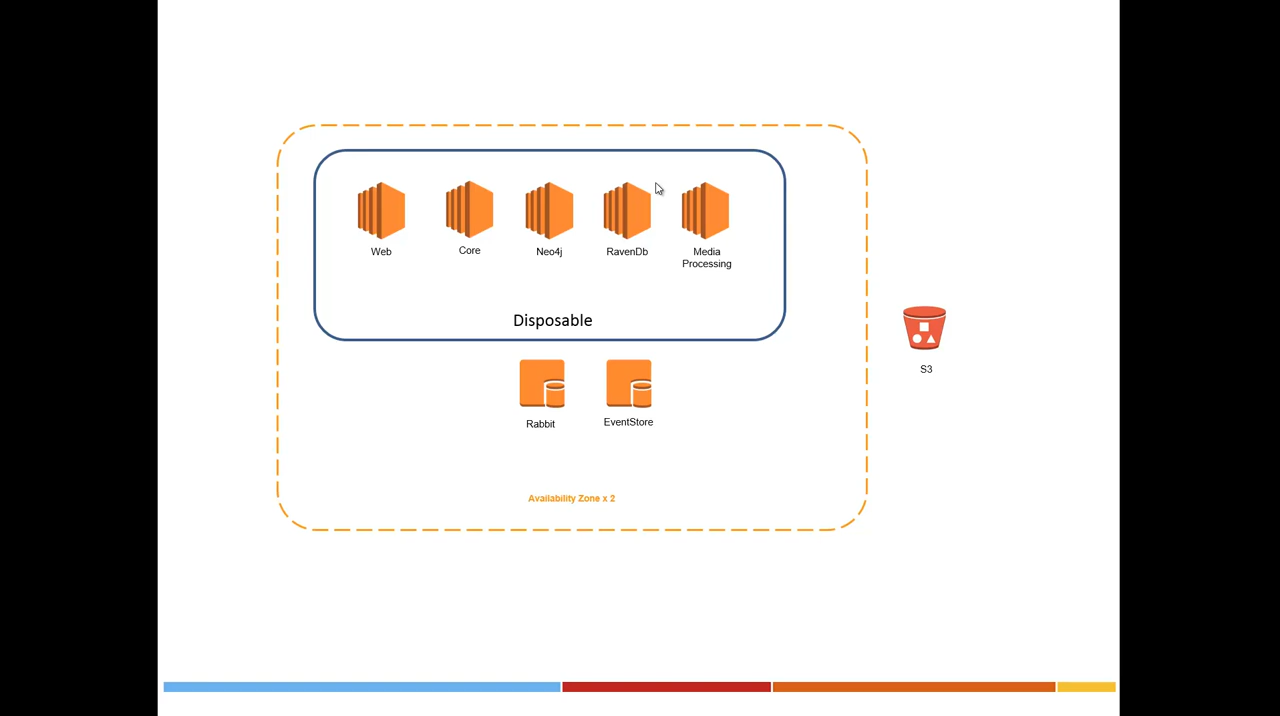 Web
Core
Neo4j
RavenDb
Media
Processing
Disposable
Rabbit
EventStore
S3
Availability Zone x 2